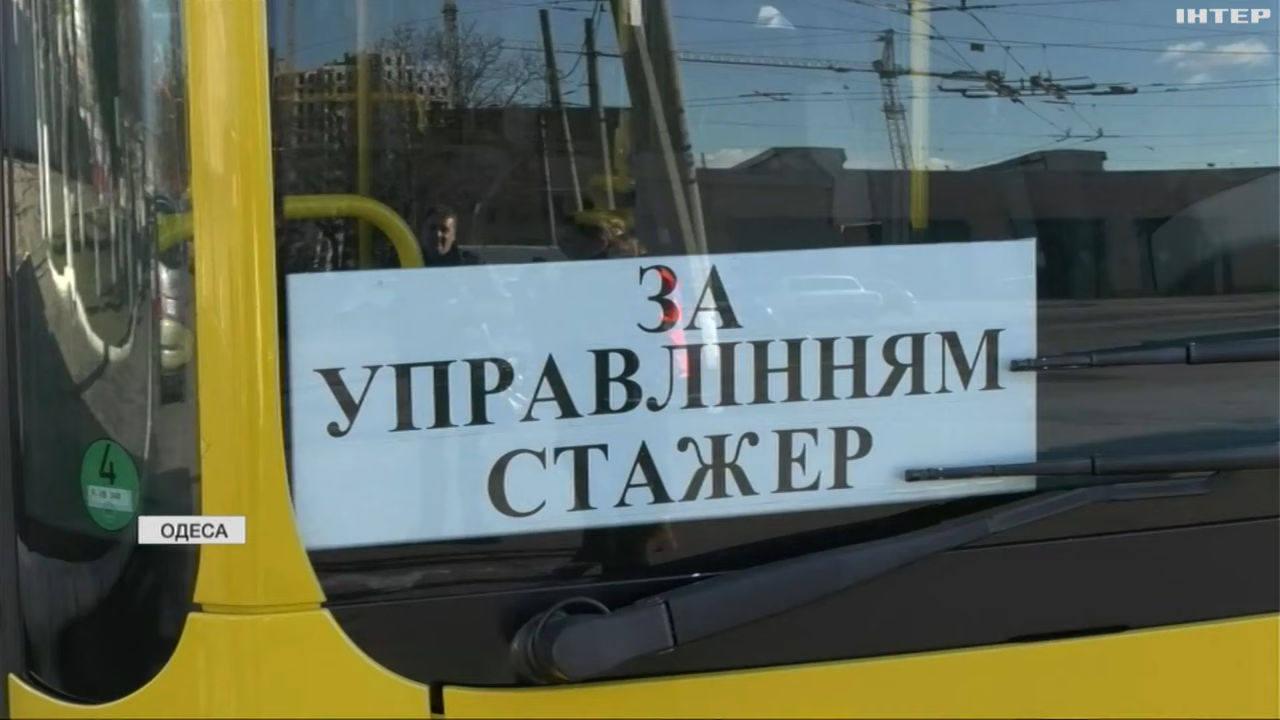 ІНТЕР
ЗА
УПРАВЛІННЯМ
СТАЖЕР
4
ОДЕСА